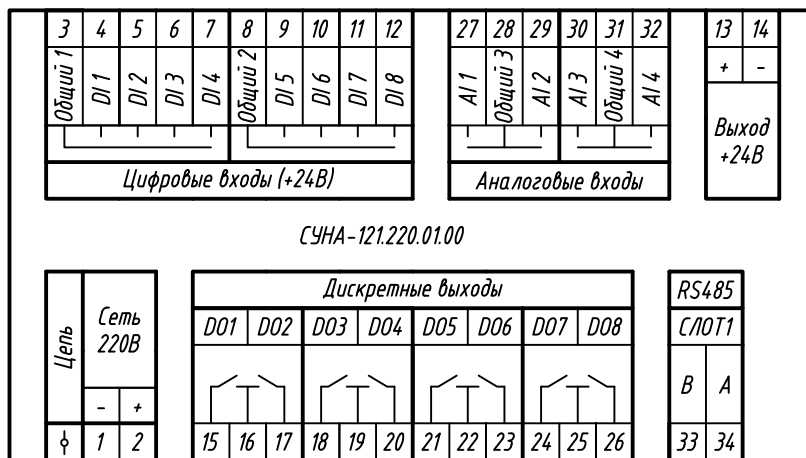 3 4 5 6 7 8 9 10 11 12 27 28 29 30 31 32 13 14
Общий 1 DI 1 DI 2 DI 3 DI 4 Общий 2 DI 5 DI 6 DI 7 DI 8 AI 1 Общий 3 AI 2 AI 3 Общий 4 AI 4 + -
Выход
+24В
Цифровые входы (+24В) Аналоговые входы
СУНА-121.220.01.00
Цепь
Сеть
220В
- +
1 2
Дискретные выходы
DO1 DO2 DO3 DO4 DO5 DO6 DO7 DO8
15 16 17 18 19 20 21 22 23 24 25 26
RS485
СЛОТ1
B A
33 34